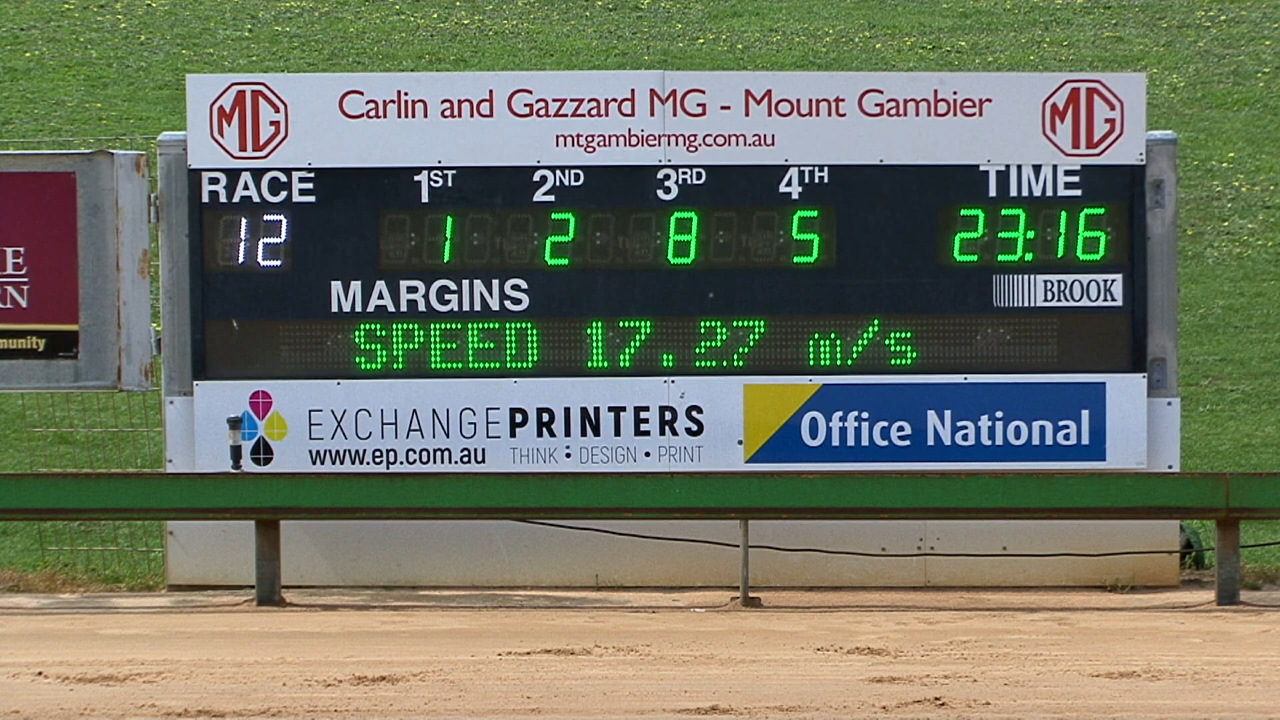 MG Carlin and Gazzard MG - Mount Gambier MG
mtgambiermg.com.au
RACE 1ST 2ND 3RD 4TH TIME
12 1 2 8 5 23:16
MARGINS BROOK
SPEED 17.27 m/s
EXCHANGEPRINTERS
www.ep.com.au THINK : DESIGN • PRINT
Office National
E
RN
munity